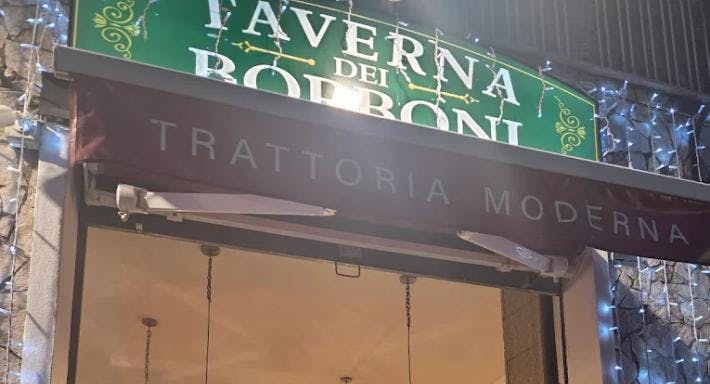 TAVERNA
DEI
BORBONI
TRATTORIA MODERNA